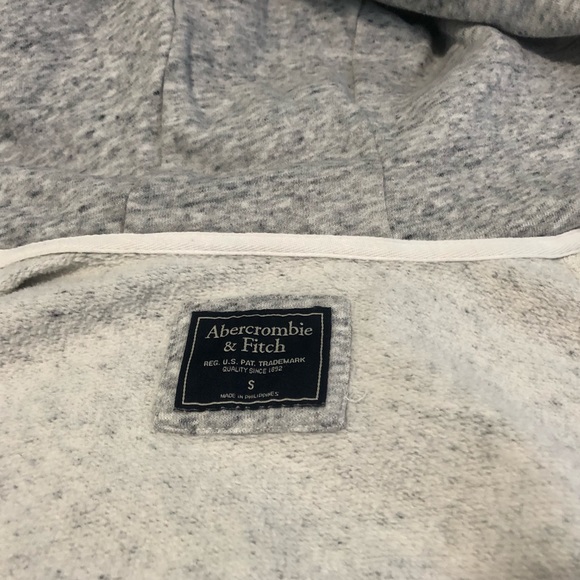 Abercrombie
& Fitch
REG. U.S. PAT. TRADEMARK
QUALITY SINCE 1892
S
MADE IN PHILIPPINES